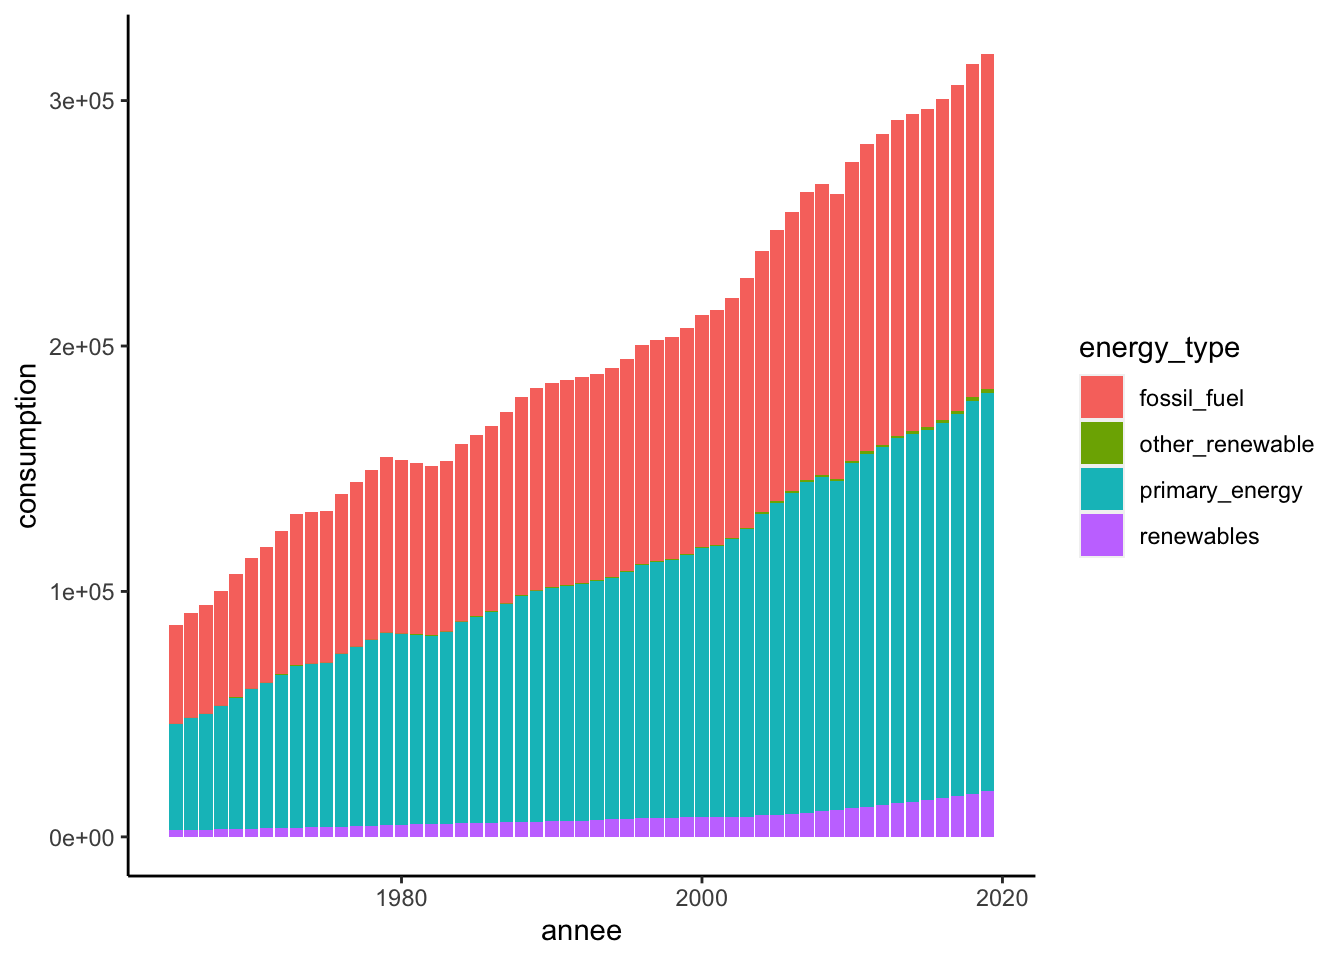 3e+05
2e+05
1e+05
0e+00
consumption
1980
2000
2020
annee
energy_type
fossil_fuel
other_renewable
primary_energy
renewables